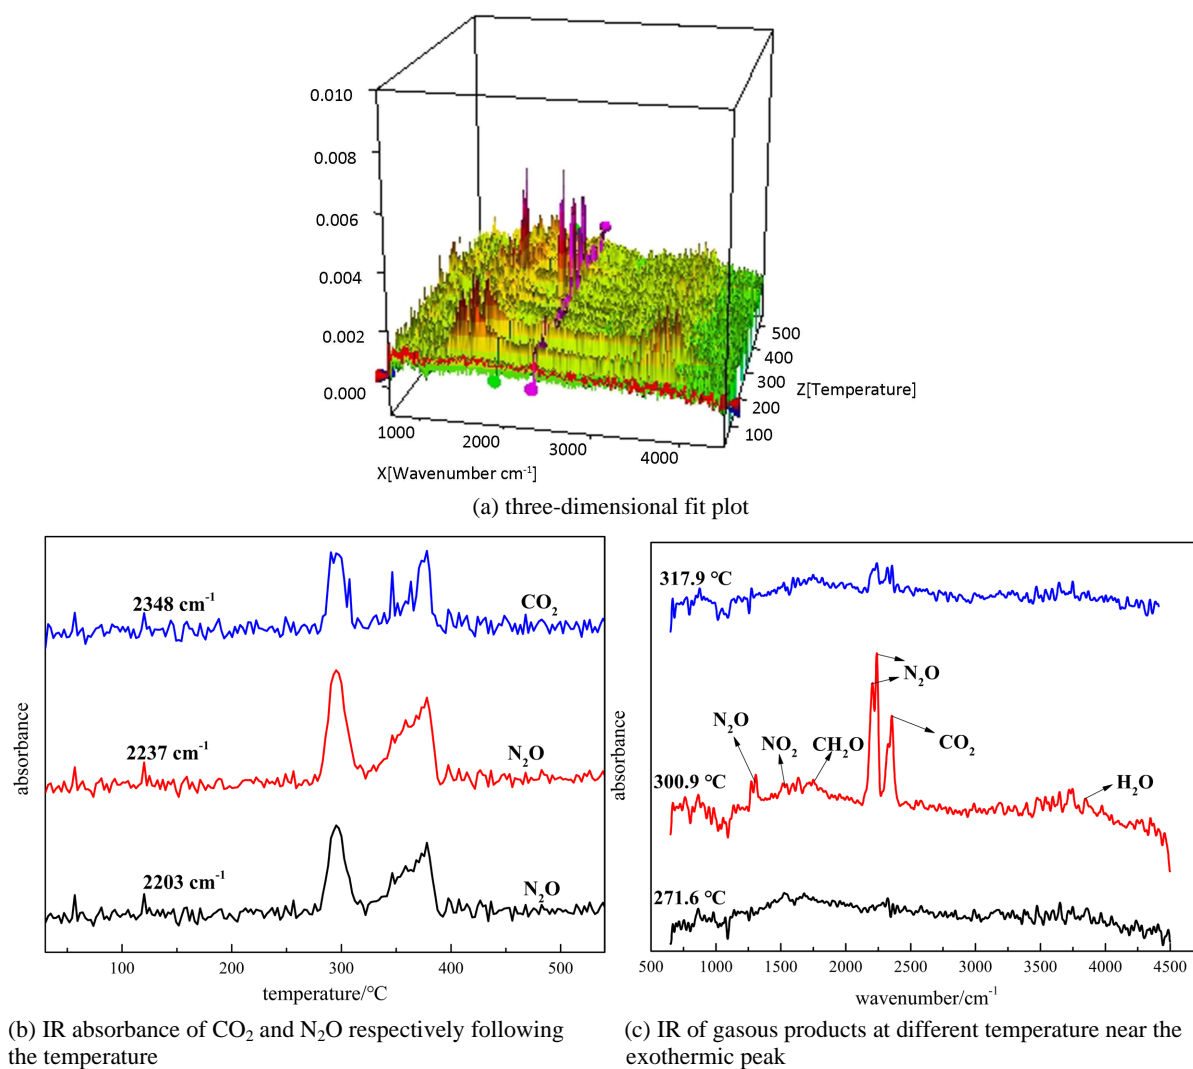 0.010
0.008
0.006
0.004
0.002
0.000
500
400
300
200
100
Z[Temperature]
1000
2000
3000
4000
X[Wavenumber cm⁻¹]
(a) three-dimensional fit plot
2348 cm⁻¹
CO₂
2237 cm⁻¹
N₂O
2203 cm⁻¹
N₂O
absorbance
100 200 300 400 500
temperature/°C
(b) IR absorbance of CO₂ and N₂O respectively following
the temperature
317.9 °C
N₂O
N₂O
NO₂
CH₂O
CO₂
300.9 °C
H₂O
271.6 °C
absorbance
500 1000 1500 2000 2500 3000 3500 4000 4500
wavenumber/cm⁻¹
(c) IR of gasous products at different temperature near the
exothermic peak